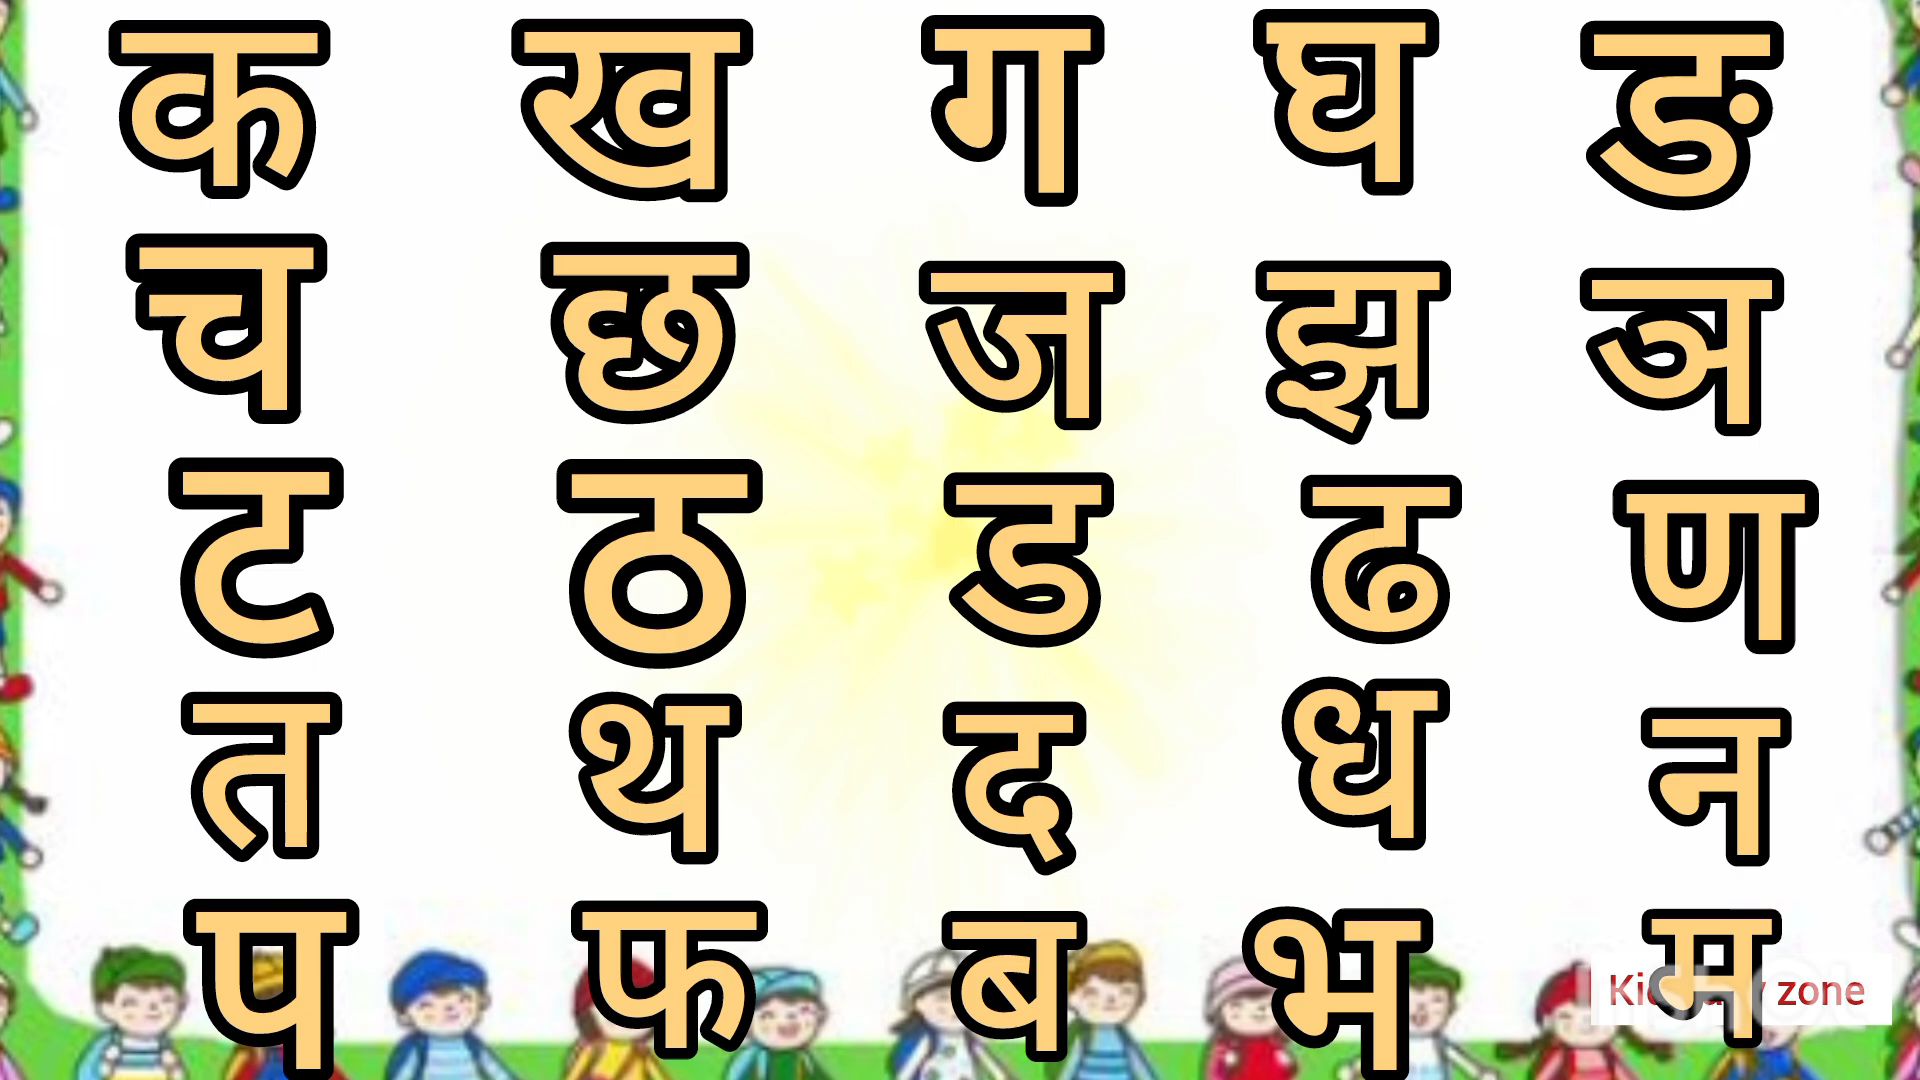 क ख ग घ ङ
च छ ज झ ञ
ट ठ ड ढ ण
त थ द ध न
प फ ब भ म
zone